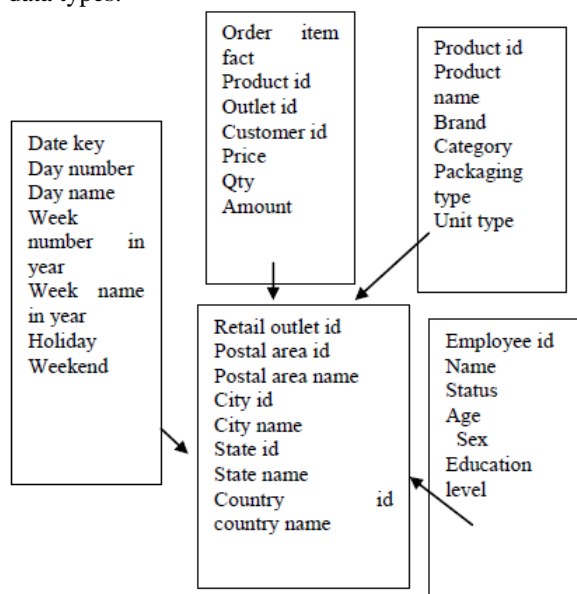 data types.
Order item
fact
Product id
Outlet id
Customer id
Price
Qty
Amount
Product id
Product
name
Brand
Category
Packaging
type
Unit type
Date key
Day number
Day name
Week
number in
year
Week name
in year
Holiday
Weekend
Retail outlet id
Postal area id
Postal area name
City id
City name
State id
State name
Country id
country name
Employee id
Name
Status
Age
Sex
Education
level